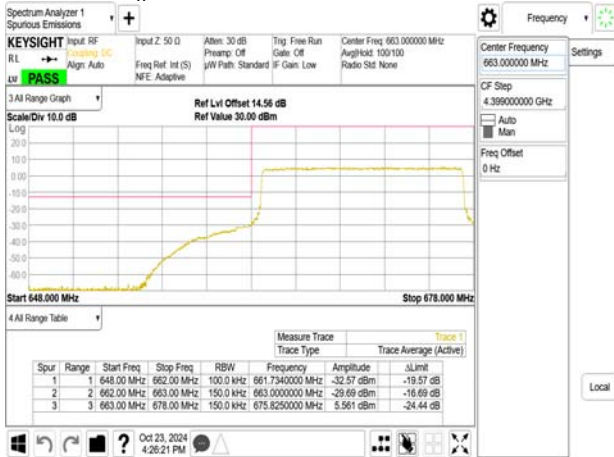 Spectrum Analyzer 1
Spurious Emissions
Frequency
KEYSIGHT Input: RF Input Z: 50 Ω Atten: 30 dB Trig: Free Run Center Freq: 663.000000 MHz
RL Coupling: DC Preamp: Off Gate: Off Avg|Hold: 100/100
Align: Auto Freq Ref: Int (S) µW Path: Standard IF Gain: Low Radio Std: None
LU PASS NFE: Adaptive
Center Frequency
663.000000 MHz
Settings
CF Step
4.399000000 GHz
Auto
Man
Freq Offset
0 Hz
3 All Range Graph
Ref Lvl Offset 14.56 dB
Scale/Div 10.0 dB Ref Value 30.00 dBm
Log
20.0
10.0
0.00
-10.0
-20.0
-30.0
-40.0
-50.0
-60.0
Start 648.000 MHz Stop 678.000 MHz
4 All Range Table
Measure Trace Trace 1
Trace Type Trace Average (Active)
Spur Range Start Freq Stop Freq RBW Frequency Amplitude ΔLimit
1 1 648.00 MHz 662.00 MHz 100.0 kHz 661.7340000 MHz -32.57 dBm -19.57 dB
2 2 662.00 MHz 663.00 MHz 150.0 kHz 663.0000000 MHz -29.69 dBm -16.69 dB
3 3 663.00 MHz 678.00 MHz 150.0 kHz 675.8250000 MHz 5.561 dBm -24.44 dB
Local
Oct 23, 2024
4:26:21 PM